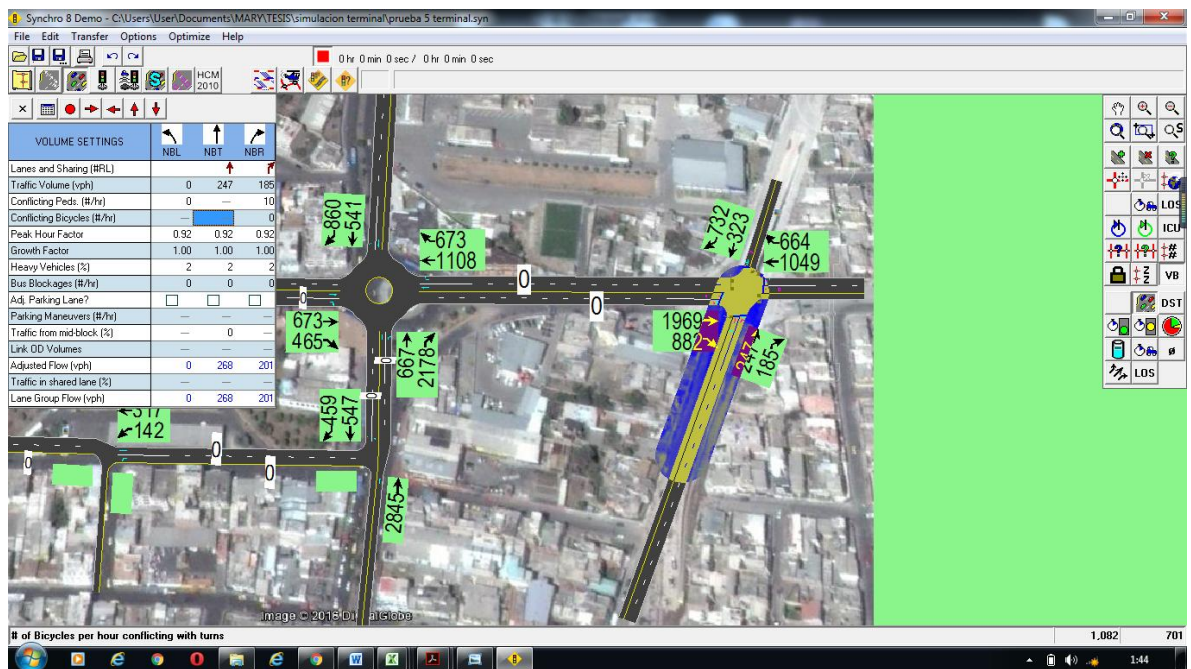 Synchro 8 Demo - C:\Users\User\Documents\MARY\TESIS\simulacion terminal\prueba 5 terminal.syn
File Edit Transfer Options Optimize Help
0 hr 0 min 0 sec / 0 hr 0 min 0 sec
HCM
2010
VOLUME SETTINGS NBL NBT NBR
Lanes and Sharing (#RL)
Traffic Volume (vph) 0 247 185
Conflicting Peds. (#/hr) 0 — 10
Conflicting Bicycles (#/hr) — 0
Peak Hour Factor 0.92 0.92 0.92
Growth Factor 1.00 1.00 1.00
Heavy Vehicles (%) 2 2 2
Bus Blockages (#/hr) 0 0 0
Adj. Parking Lane?
Parking Maneuvers (#/hr) — — —
Traffic from mid-block (%) — 0 —
Link OD Volumes — — —
Adjusted Flow (vph) 0 268 201
Traffic in shared lane (%) — — —
Lane Group Flow (vph) 0 268 201
860
541
673
1108
732
323
664
1049
0
0
0
673
465
667
2178
0
1969
882
247
185
0
459
547
317
142
0
0
0
2845
LOS
ICU
##
VB
DST
ø
LOS
Image © 2016 DigitalGlobe
# of Bicycles per hour conflicting with turns 1,082 701
1:44